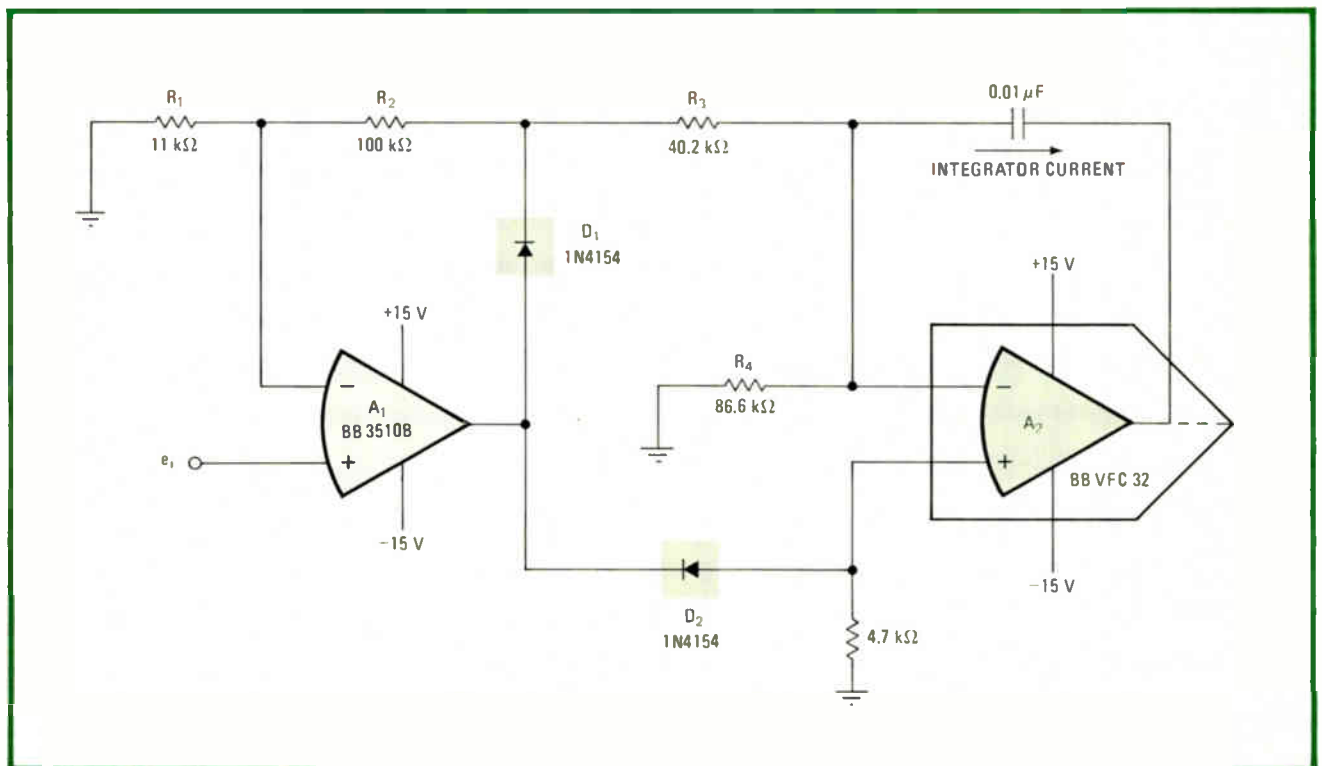 R₁
11 kΩ
R₂
100 kΩ
R₃
40.2 kΩ
0.01 µF
INTEGRATOR CURRENT
D₁
1N4154
+15 V
+15 V
R₄
86.6 kΩ
A₁
BB 3510B
A₂
e₁
BB VFC 32
−15 V
−15 V
D₂
1N4154
4.7 kΩ